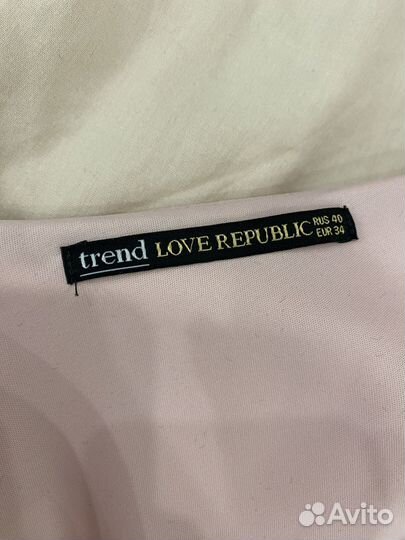 trend LOVE REPUBLIC RUS 40
EUR 34
Avito